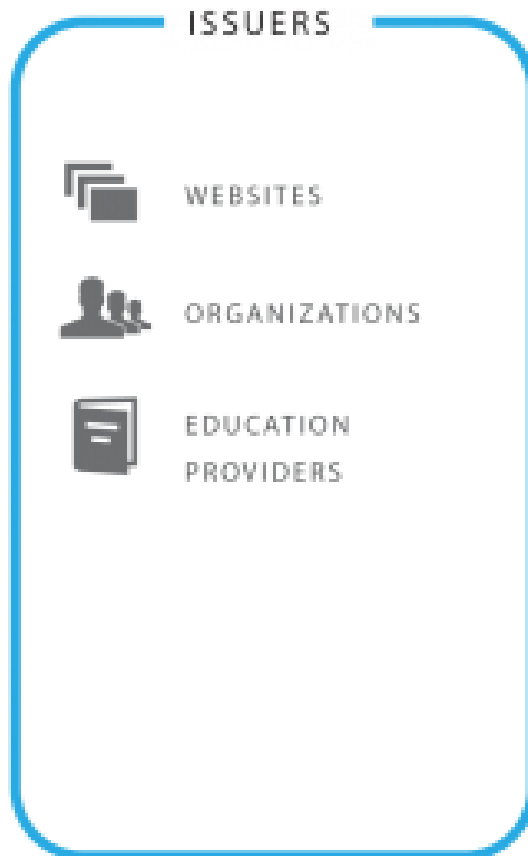 ISSUERS
WEBSITES
ORGANIZATIONS
EDUCATION
PROVIDERS